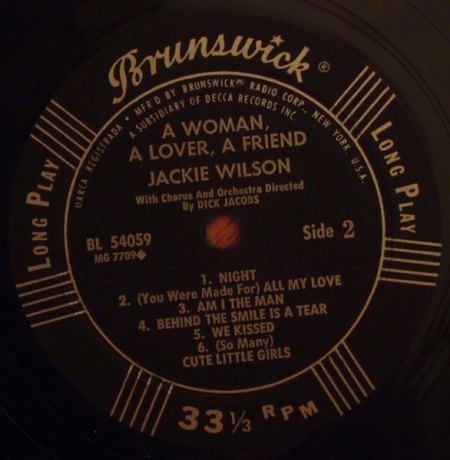 Brunswick®
MARCA REGISTRADA • MFR'D BY BRUNSWICK® RADIO CORP., NEW YORK, U.S.A.
A SUBSIDIARY OF DECCA RECORDS INC.
A WOMAN,
A LOVER, A FRIEND
JACKIE WILSON
With Chorus And Orchestra Directed
By DICK JACOBS
LONG PLAY
LONG PLAY
BL 54059
MG 7709◆
Side 2
1. NIGHT
2. (You Were Made For) ALL MY LOVE
3. AM I THE MAN
4. BEHIND THE SMILE IS A TEAR
5. WE KISSED
6. (So Many)
CUTE LITTLE GIRLS
33 1/3 RPM